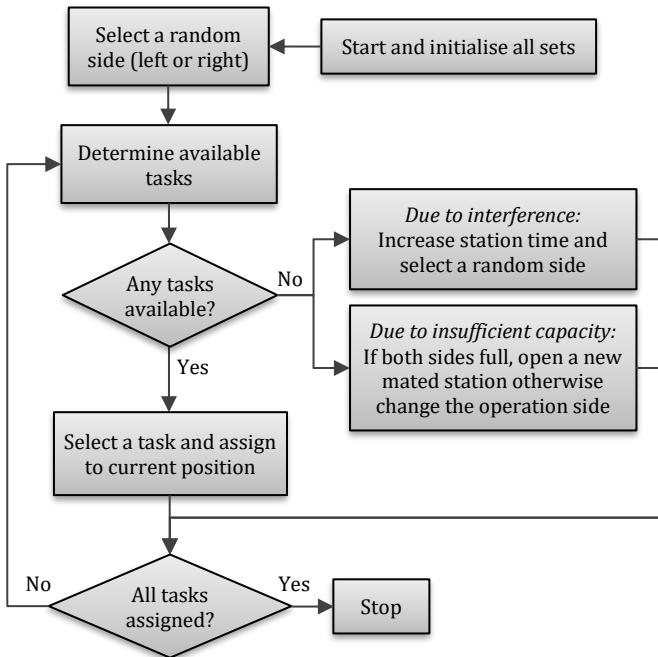 Select a random
side (left or right)
Start and initialise all sets
Determine available
tasks
Any tasks
available?
No
Due to interference:
Increase station time and
select a random side
Due to insufficient capacity:
If both sides full, open a new
mated station otherwise
change the operation side
Yes
Select a task and assign
to current position
No
All tasks
assigned?
Yes
Stop